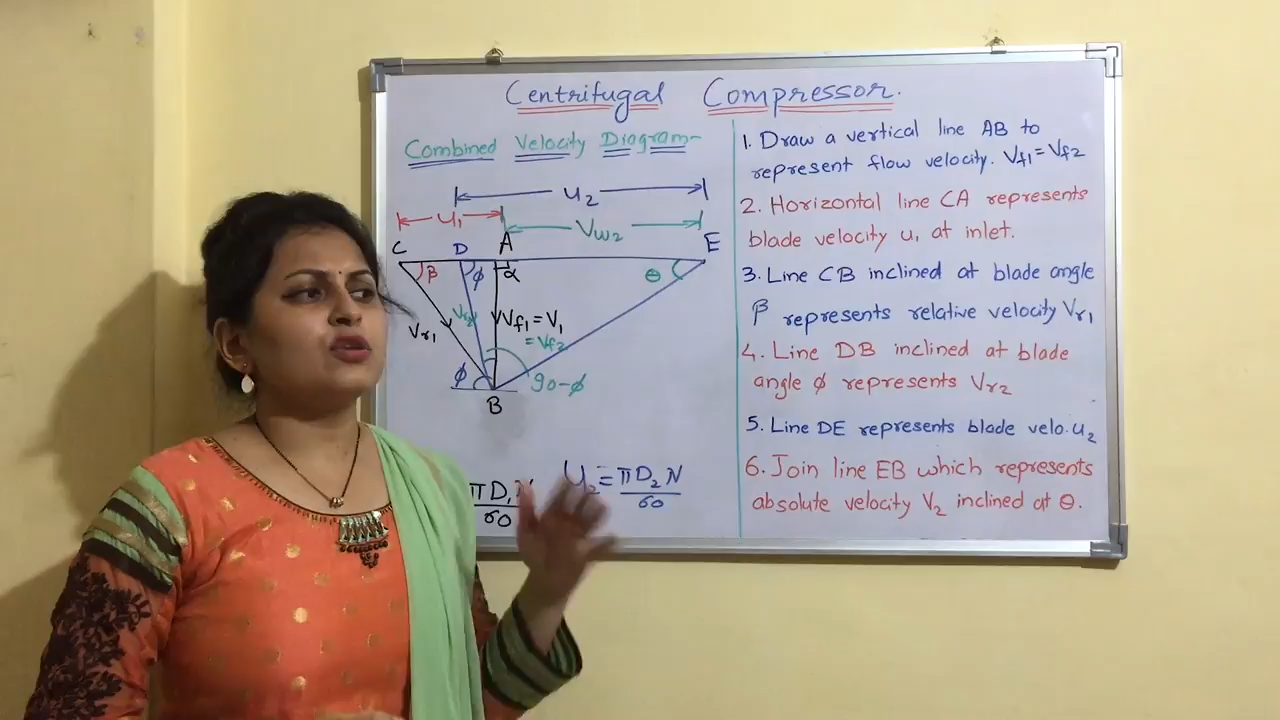 Centrifugal Compressor.
Combined Velocity Diagram-
u2
u1
Vw2
C D A E
β ϕ α θ
Vr1 Vr2 Vf1 = V1
= Vf2
ϕ 90-ϕ
B
πD1N
60
U2 = πD2N
60
1. Draw a vertical line AB to
represent flow velocity. Vf1 = Vf2
2. Horizontal line CA represents
blade velocity u, at inlet.
3. Line CB inclined at blade angle
β represents relative velocity Vr1
4. Line DB inclined at blade
angle ϕ represents Vr2
5. Line DE represents blade velo. u2
6. Join line EB which represents
absolute velocity V2 inclined at θ.